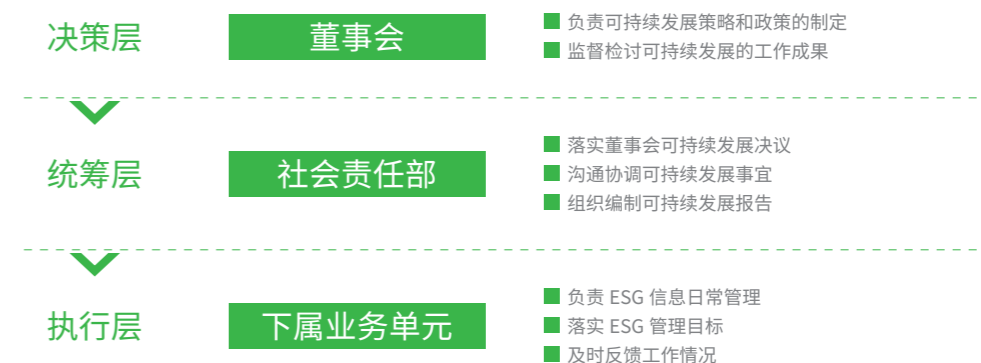 决策层
董事会
负责可持续发展策略和政策的制定
监督检讨可持续发展的工作成果
统筹层
社会责任部
落实董事会可持续发展决议
沟通协调可持续发展事宜
组织编制可持续发展报告
执行层
下属业务单元
负责 ESG 信息日常管理
落实 ESG 管理目标
及时反馈工作情况